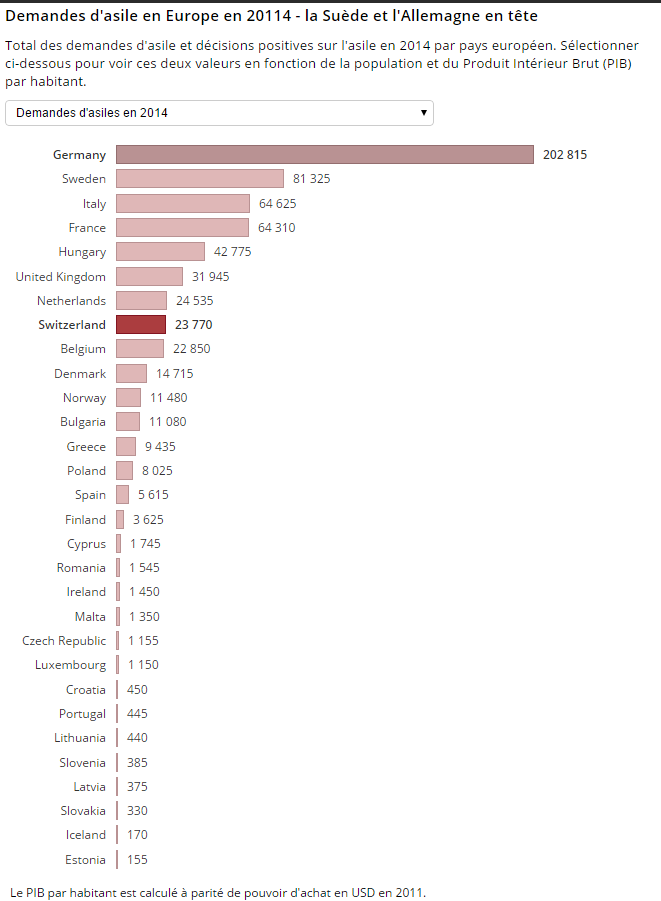 Demandes d'asile en Europe en 20114 - la Suède et l'Allemagne en tête
Total des demandes d'asile et décisions positives sur l'asile en 2014 par pays européen. Sélectionner
ci-dessous pour voir ces deux valeurs en fonction de la population et du Produit Intérieur Brut (PIB)
par habitant.
Demandes d'asiles en 2014
Germany 202 815
Sweden 81 325
Italy 64 625
France 64 310
Hungary 42 775
United Kingdom 31 945
Netherlands 24 535
Switzerland 23 770
Belgium 22 850
Denmark 14 715
Norway 11 480
Bulgaria 11 080
Greece 9 435
Poland 8 025
Spain 5 615
Finland 3 625
Cyprus 1 745
Romania 1 545
Ireland 1 450
Malta 1 350
Czech Republic 1 155
Luxembourg 1 150
Croatia 450
Portugal 445
Lithuania 440
Slovenia 385
Latvia 375
Slovakia 330
Iceland 170
Estonia 155
Le PIB par habitant est calculé à parité de pouvoir d'achat en USD en 2011.